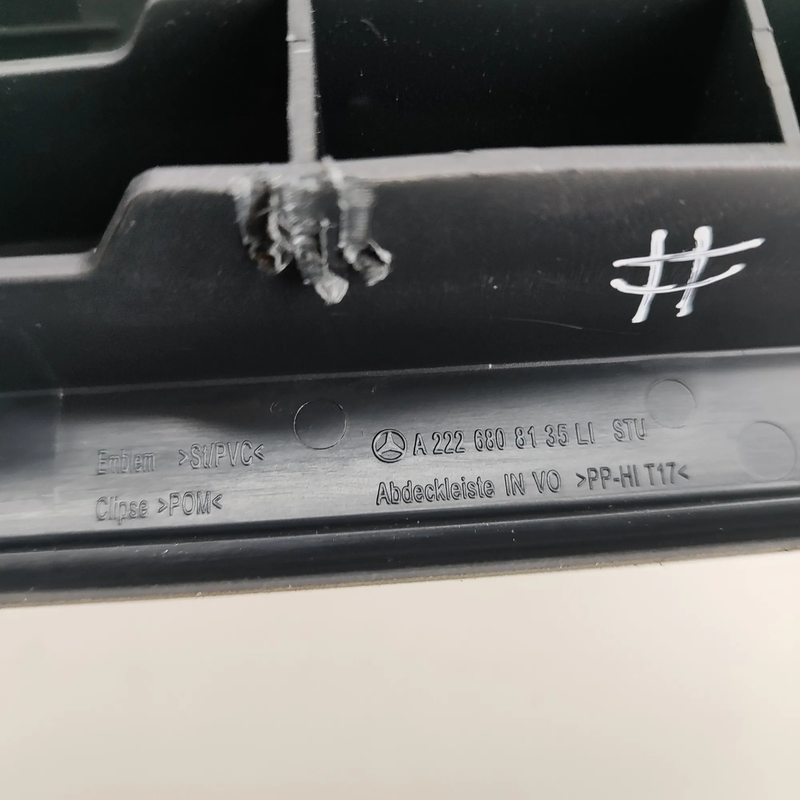 #
A 222 680 81 35 LI STU
Abdeckleiste IN VO >PP-HI T17<
Emblem >St/PVC<
Clipse >POM<